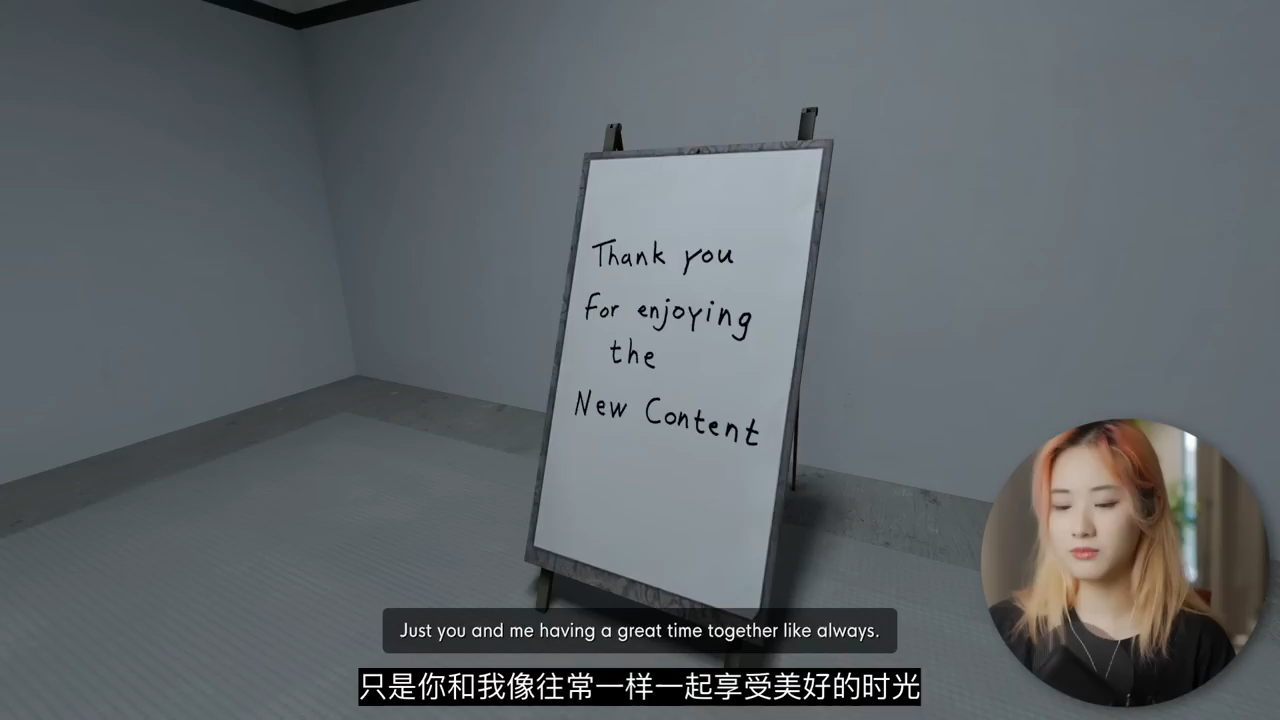 Thank you
for enjoying
the
New Content
Just you and me having a great time together like always.
只是你和我像往常一样一起享受美好的时光